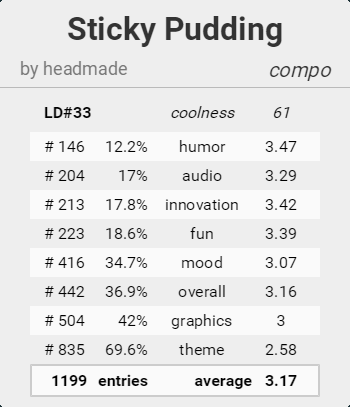 Sticky Pudding
by headmade compo
LD#33 coolness 61
# 146 12.2% humor 3.47
# 204 17% audio 3.29
# 213 17.8% innovation 3.42
# 223 18.6% fun 3.39
# 416 34.7% mood 3.07
# 442 36.9% overall 3.16
# 504 42% graphics 3
# 835 69.6% theme 2.58
1199 entries average 3.17